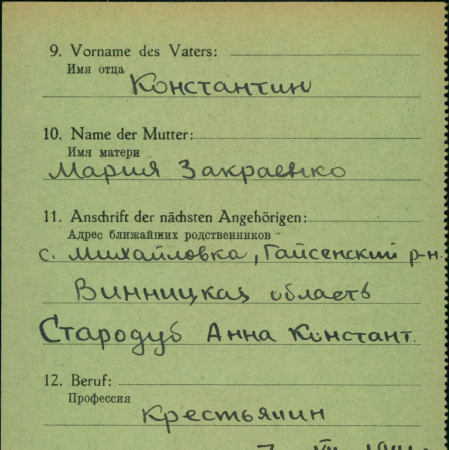 9. Vorname des Vaters:
Имя отца
Константин
10. Name der Mutter:
Имя матери
Мария Закраенко
11. Anschrift der nächsten Angehörigen:
Адрес ближайших родственников
с. Михайловка, Гайсенский р-н
Винницкая область
Стародуб Анна Констант.
12. Beruf:
Профессия
Крестьянин